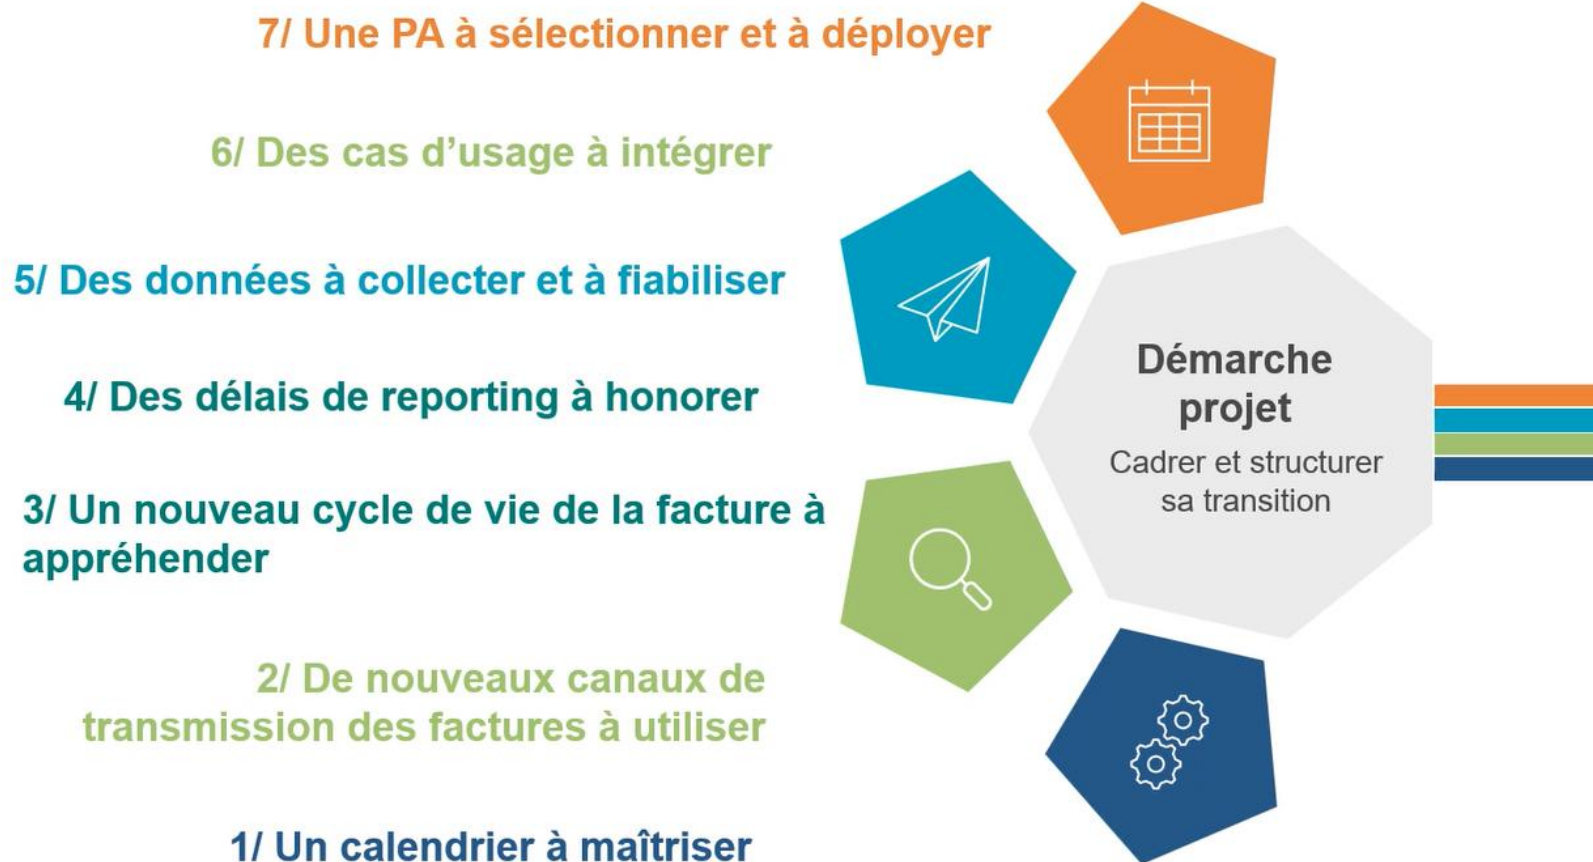 7/ Une PA à sélectionner et à déployer
6/ Des cas d’usage à intégrer
5/ Des données à collecter et à fiabiliser
4/ Des délais de reporting à honorer
3/ Un nouveau cycle de vie de la facture à
appréhender
2/ De nouveaux canaux de
transmission des factures à utiliser
1/ Un calendrier à maîtriser
Démarche
projet
Cadrer et structurer
sa transition